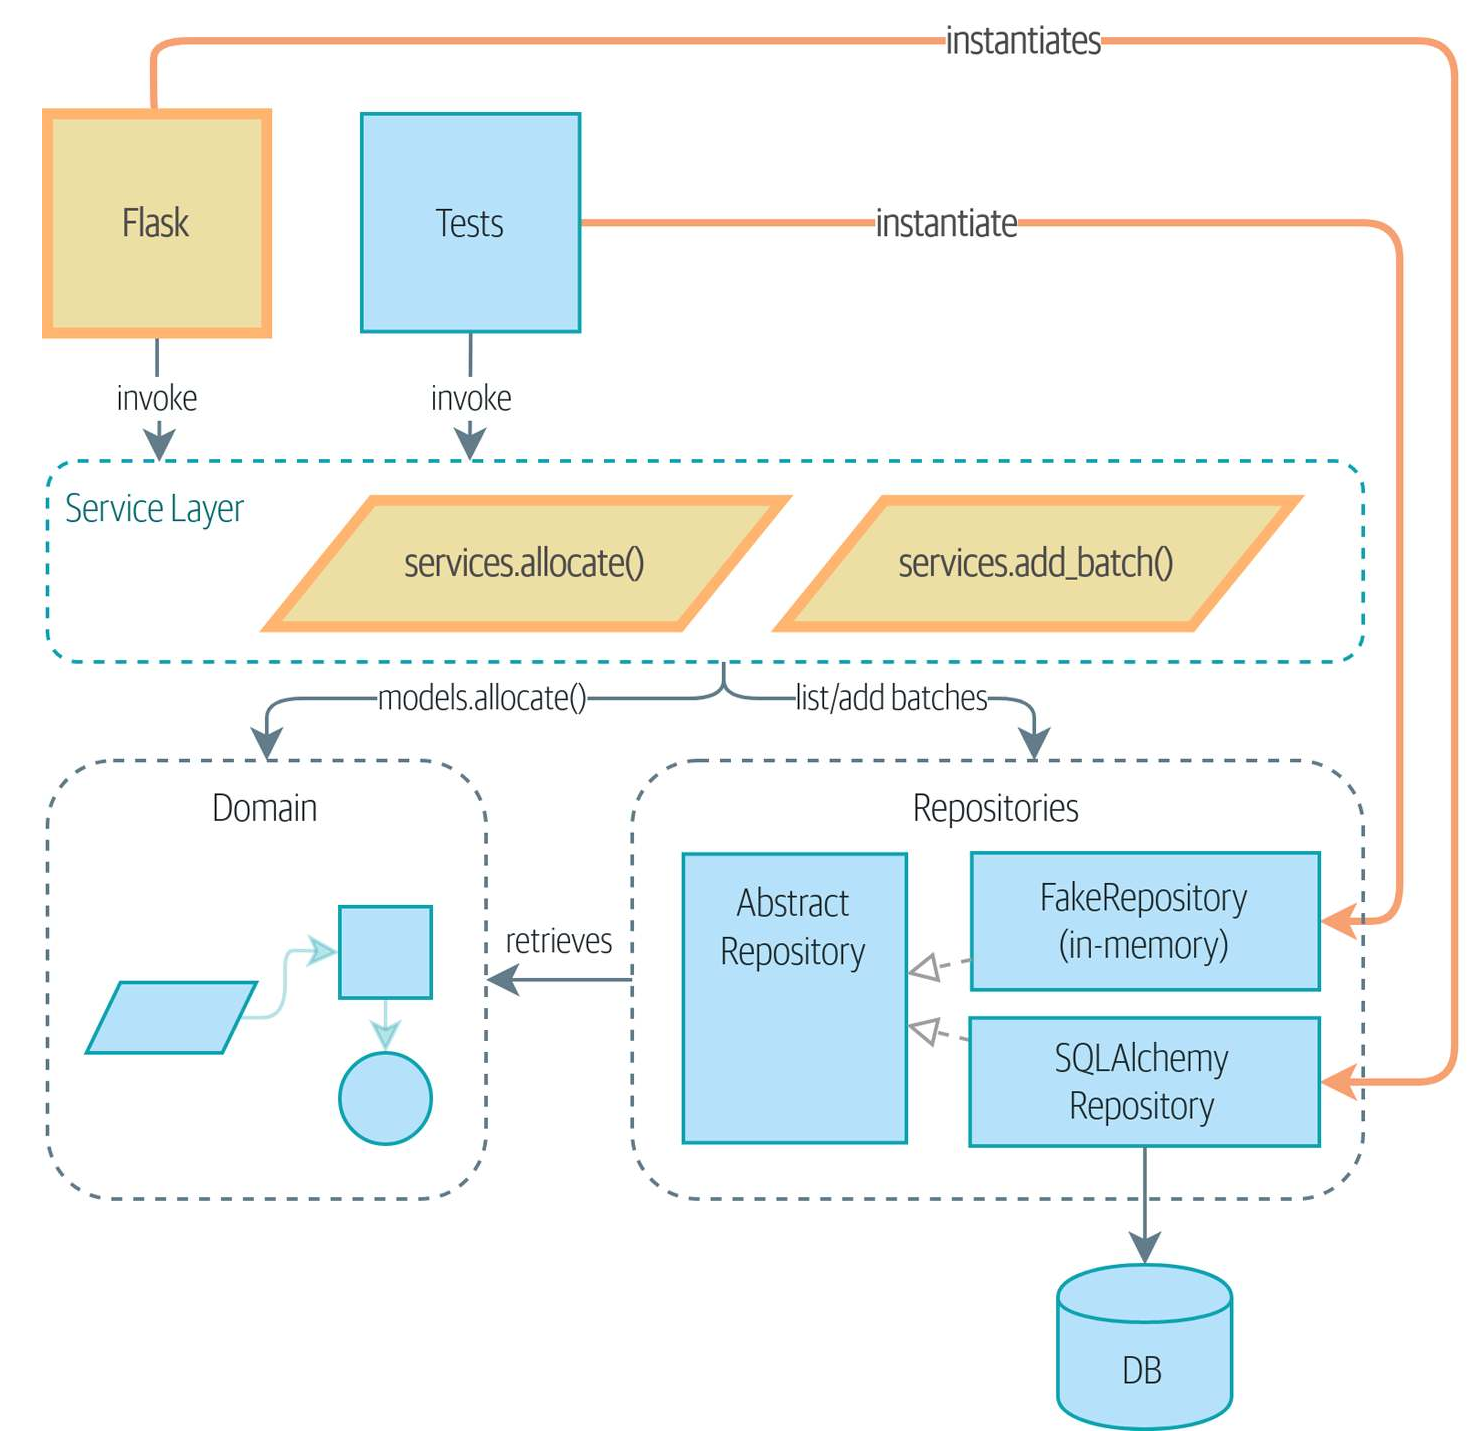 instantiates
Flask
Tests
instantiate
invoke
invoke
Service Layer
services.allocate()
services.add_batch()
models.allocate()
list/add batches
Domain
Repositories
Abstract
Repository
FakeRepository
(in-memory)
retrieves
SQLAlchemy
Repository
DB